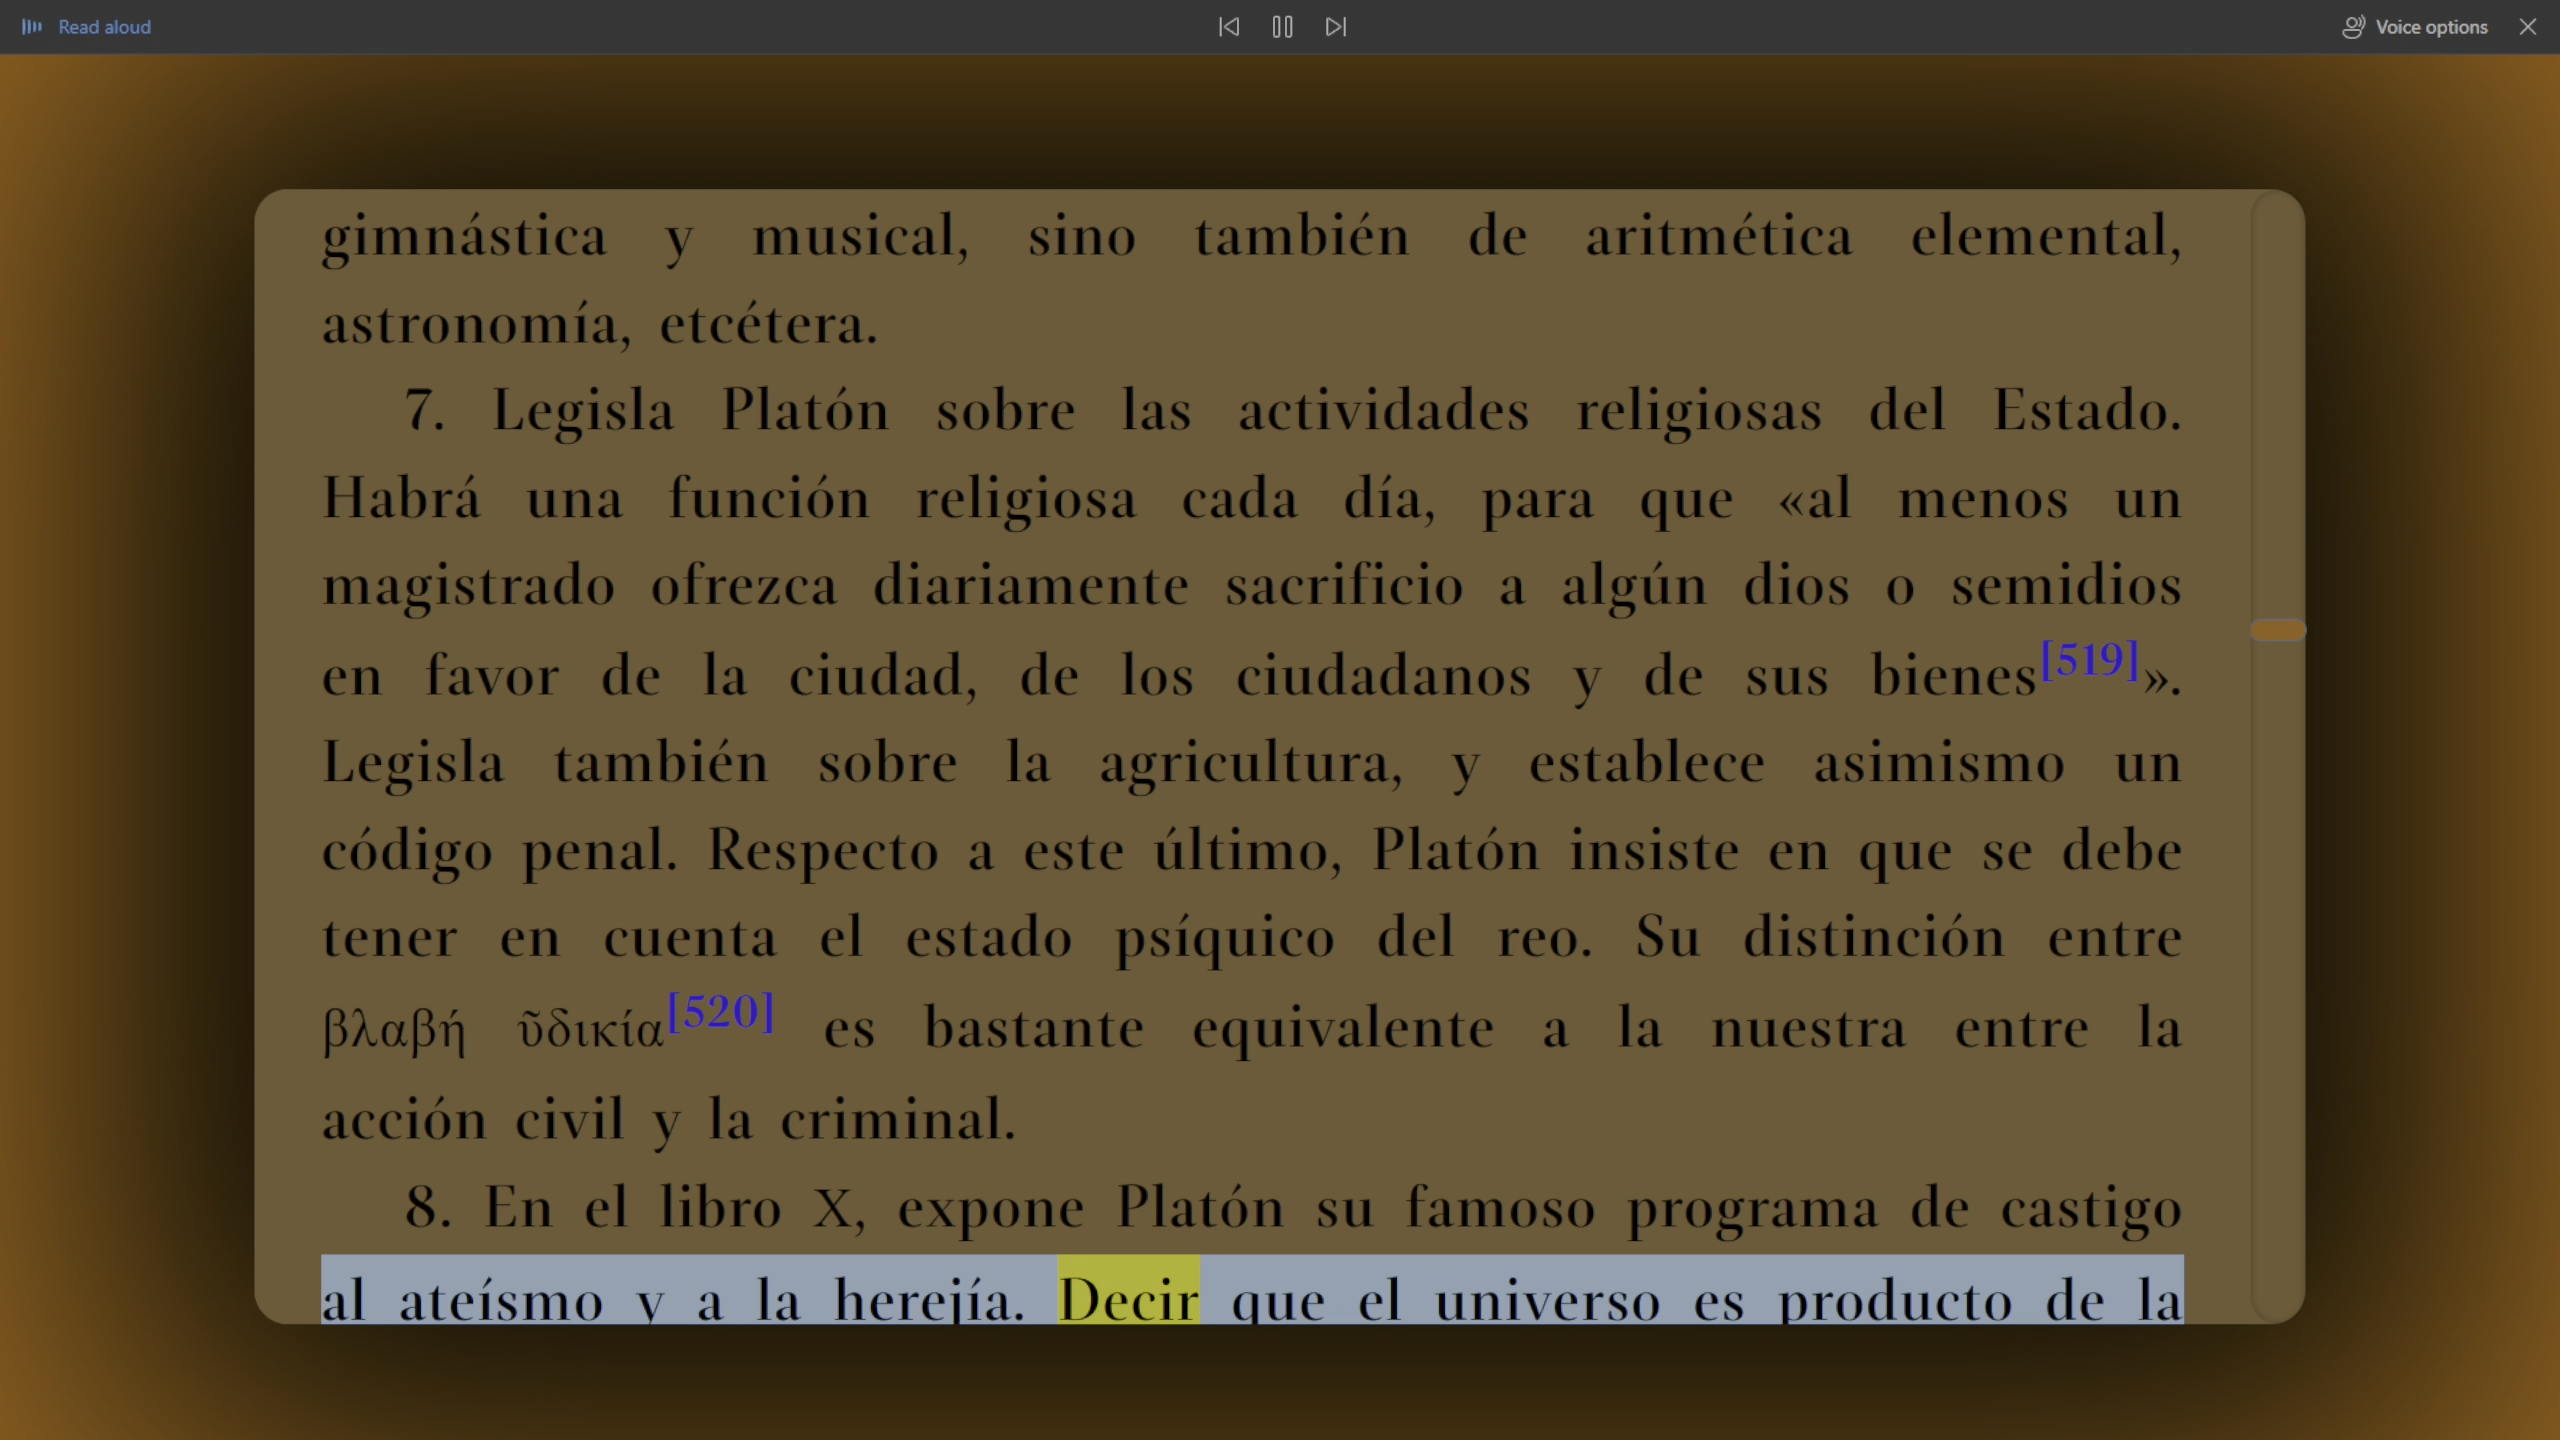 Read aloud
Voice options
gimnástica y musical, sino también de aritmética elemental,
astronomía, etcétera.
7. Legisla Platón sobre las actividades religiosas del Estado.
Habrá una función religiosa cada día, para que «al menos un
magistrado ofrezca diariamente sacrificio a algún dios o semidios
en favor de la ciudad, de los ciudadanos y de sus bienes[519]».
Legisla también sobre la agricultura, y establece asimismo un
código penal. Respecto a este último, Platón insiste en que se debe
tener en cuenta el estado psíquico del reo. Su distinción entre
βλαβή ῦδικία[520] es bastante equivalente a la nuestra entre la
acción civil y la criminal.
8. En el libro X, expone Platón su famoso programa de castigo
al ateísmo y a la herejía. Decir que el universo es producto de la